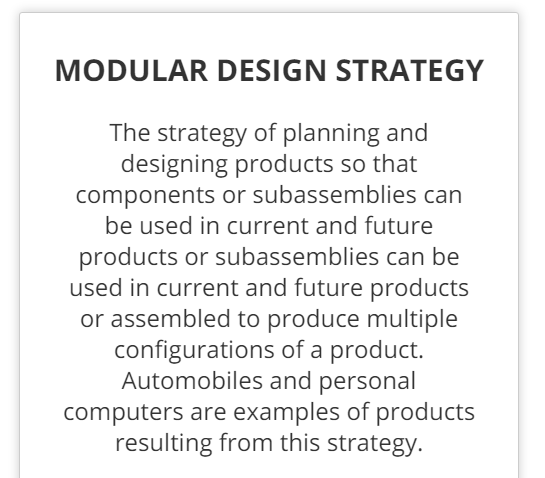 MODULAR DESIGN STRATEGY
The strategy of planning and
designing products so that
components or subassemblies can
be used in current and future
products or subassemblies can be
used in current and future products
or assembled to produce multiple
configurations of a product.
Automobiles and personal
computers are examples of products
resulting from this strategy.